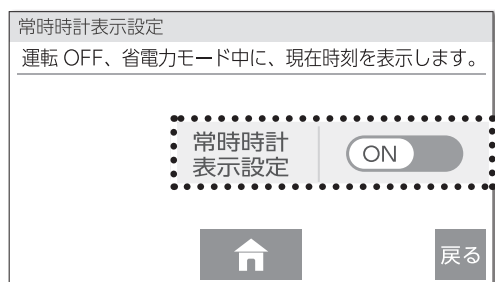 常時時計表示設定
運転 OFF、省電力モード中に、現在時刻を表示します。
常時時計
表示設定
ON
戻る